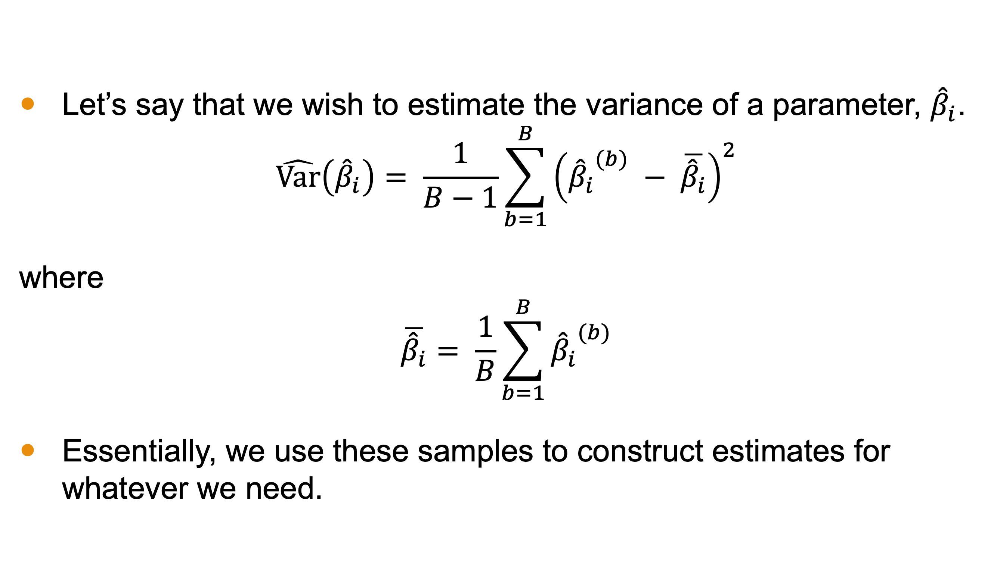 • Let’s say that we wish to estimate the variance of a parameter, $\hat{\beta}_i$.
$\widehat{\mathrm{Var}}\left(\hat{\beta}_i\right) = \frac{1}{B-1}\sum_{b=1}^{B}\left(\hat{\beta}_i^{(b)} - \overline{\hat{\beta}_i}\right)^2$
where
$\overline{\hat{\beta}_i} = \frac{1}{B}\sum_{b=1}^{B}\hat{\beta}_i^{(b)}$
• Essentially, we use these samples to construct estimates for
whatever we need.